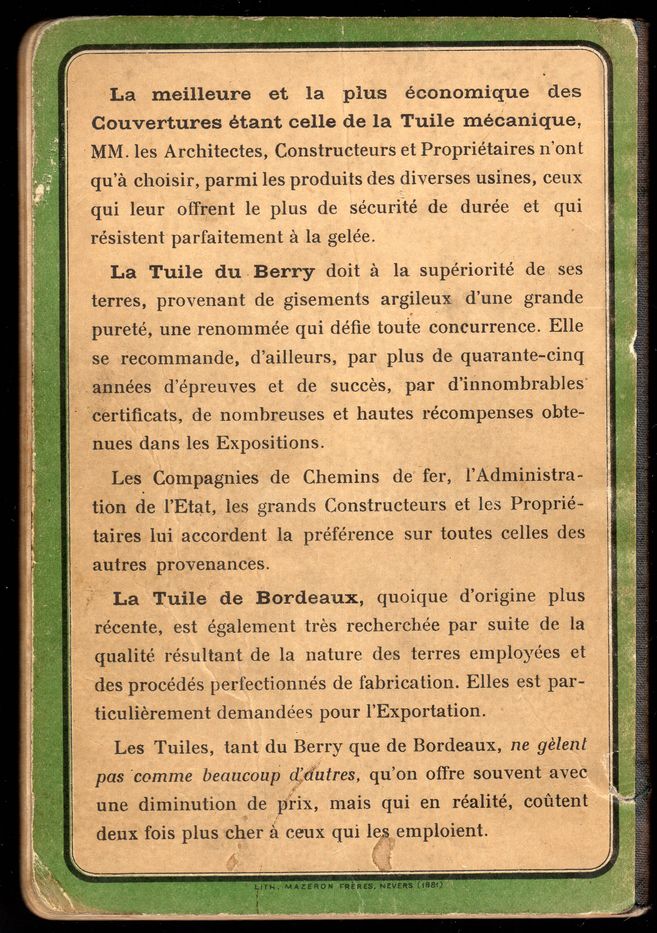 La meilleure et la plus économique des
Couvertures étant celle de la Tuile mécanique,
MM. les Architectes, Constructeurs et Propriétaires n'ont
qu'à choisir, parmi les produits des diverses usines, ceux
qui leur offrent le plus de sécurité de durée et qui
résistent parfaitement à la gelée.
La Tuile du Berry doit à la supériorité de ses
terres, provenant de gisements argileux d'une grande
pureté, une renommée qui défie toute concurrence. Elle
se recommande, d'ailleurs, par plus de quarante-cinq
années d'épreuves et de succès, par d'innombrables
certificats, de nombreuses et hautes récompenses obte-
nues dans les Expositions.
Les Compagnies de Chemins de fer, l'Administra-
tion de l'Etat, les grands Constructeurs et les Proprié-
taires lui accordent la préférence sur toutes celles des
autres provenances.
La Tuile de Bordeaux, quoique d'origine plus
récente, est également très recherchée par suite de la
qualité résultant de la nature des terres employées et
des procédés perfectionnés de fabrication. Elles est par-
ticulièrement demandées pour l'Exportation.
Les Tuiles, tant du Berry que de Bordeaux, ne gèlent
pas comme beaucoup d'autres, qu'on offre souvent avec
une diminution de prix, mais qui en réalité, coûtent
deux fois plus cher à ceux qui les emploient.
LITH. MAZERON FRÈRES, NEVERS (1881)